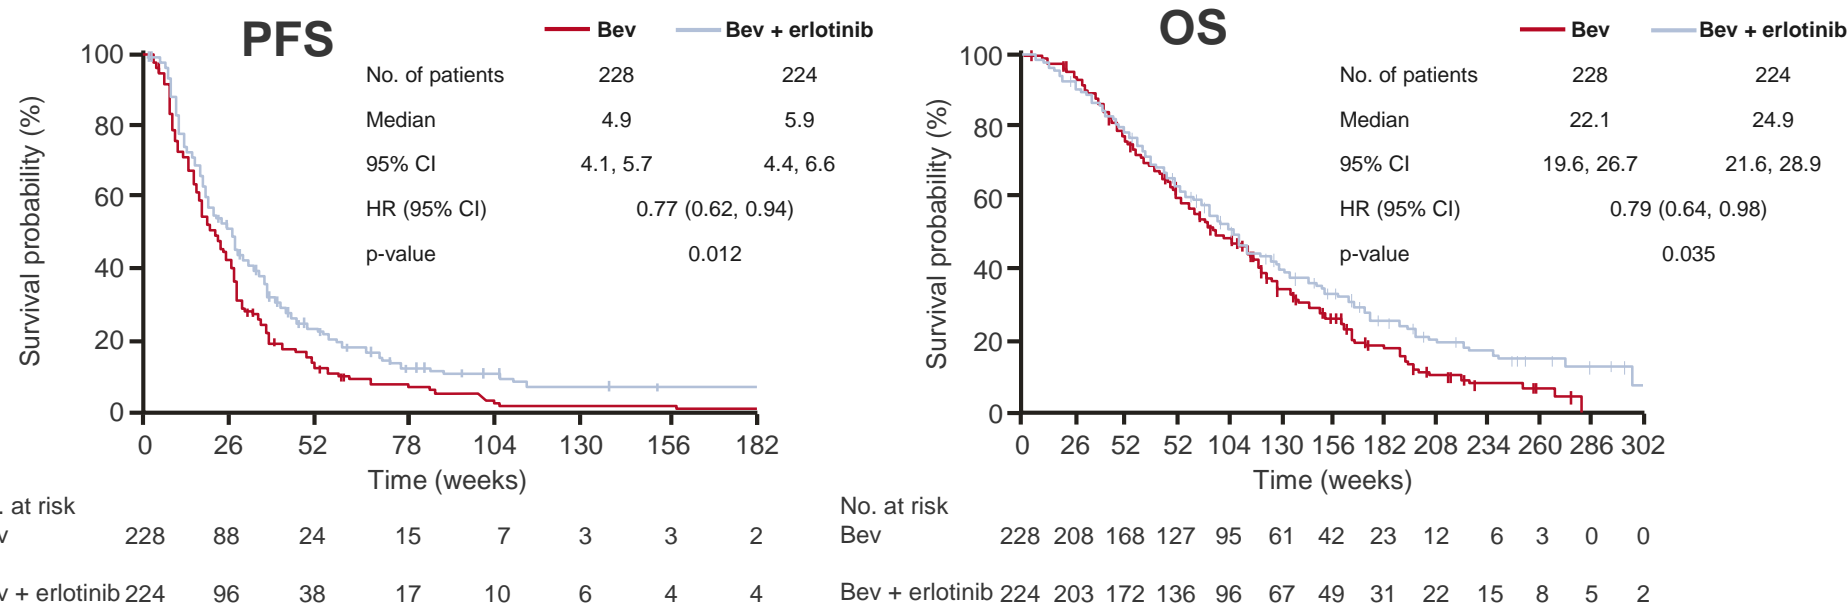 PFS
Bev
Bev + erlotinib
No. of patients 228 224
Median 4.9 5.9
95% CI 4.1, 5.7 4.4, 6.6
HR (95% CI) 0.77 (0.62, 0.94)
p-value 0.012
Survival probability (%)
100
80
60
40
20
0
0 26 52 78 104 130 156 182
Time (weeks)
. at risk
v 228 88 24 15 7 3 3 2
v + erlotinib 224 96 38 17 10 6 4 4
OS
Bev
Bev + erlotinib
No. of patients 228 224
Median 22.1 24.9
95% CI 19.6, 26.7 21.6, 28.9
HR (95% CI) 0.79 (0.64, 0.98)
p-value 0.035
Survival probability (%)
100
80
60
40
20
0
0 26 52 52 104 130 156 182 208 234 260 286 302
Time (weeks)
No. at risk
Bev 228 208 168 127 95 61 42 23 12 6 3 0 0
Bev + erlotinib 224 203 172 136 96 67 49 31 22 15 8 5 2